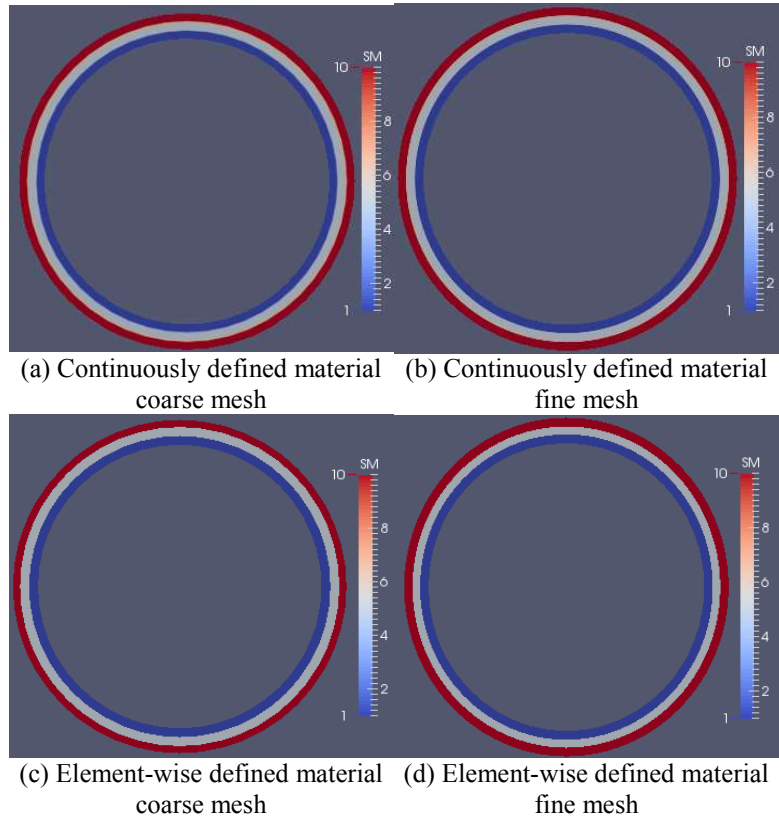 SM
10
8
6
4
2
1
SM
10
8
6
4
2
1
(a) Continuously defined material
coarse mesh
(b) Continuously defined material
fine mesh
SM
10
8
6
4
2
1
SM
10
8
6
4
2
1
(c) Element-wise defined material
coarse mesh
(d) Element-wise defined material
fine mesh